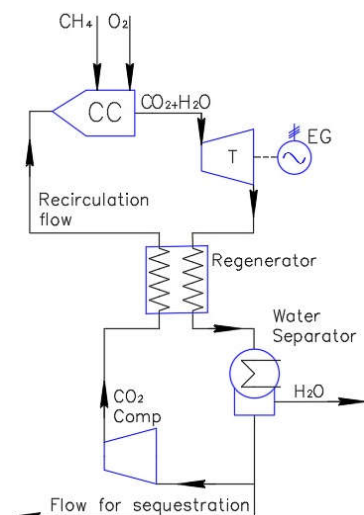 CH₄ O₂
CC
CO₂+H₂O
EG
T
Recirculation
flow
Regenerator
Water
Separator
H₂O
CO₂
Comp
Flow for sequestration